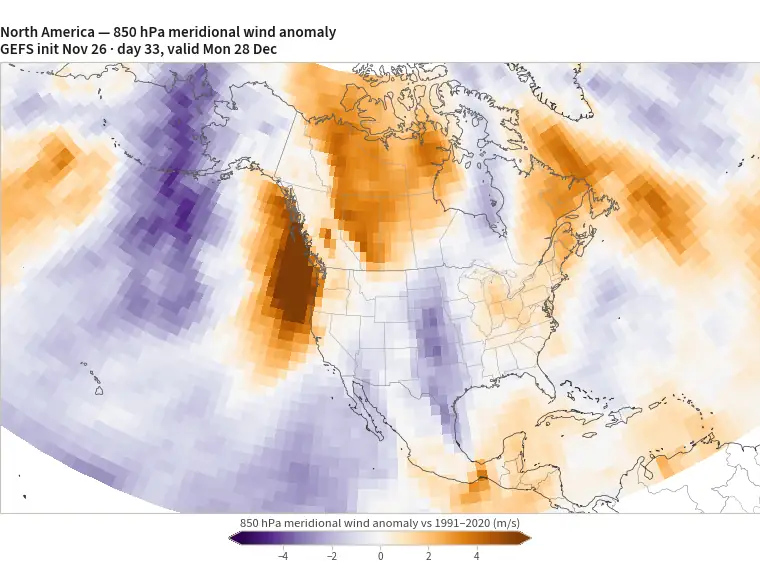 North America — 850 hPa meridional wind anomaly
GEFS init Nov 26 · day 33, valid Mon 28 Dec
850 hPa meridional wind anomaly vs 1991–2020 (m/s)
−4 −2 0 2 4